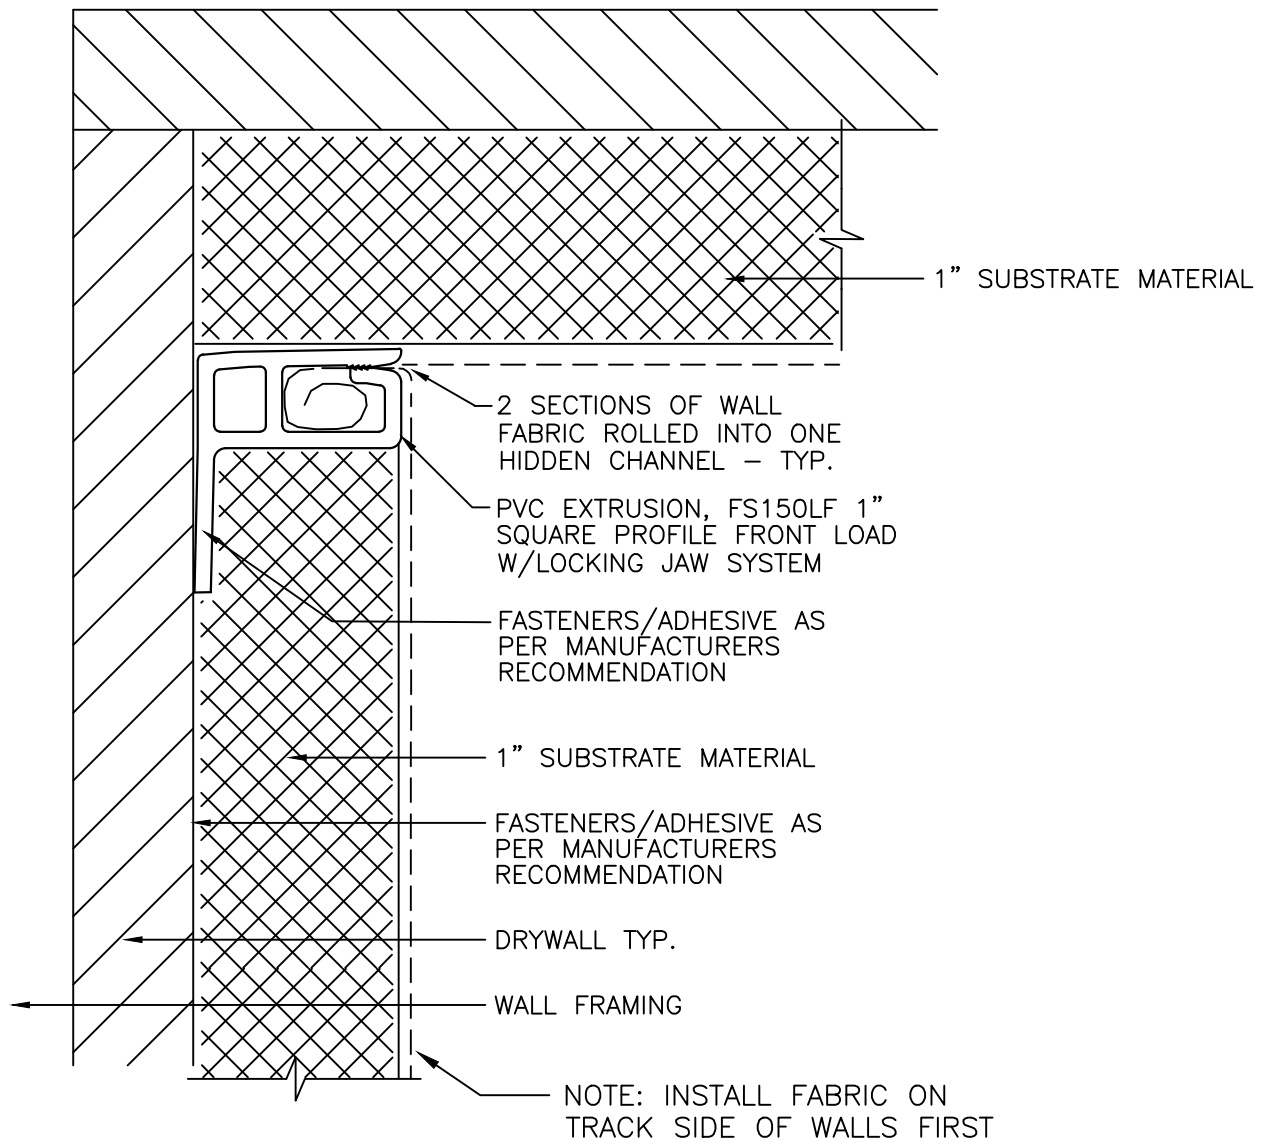 1” SUBSTRATE MATERIAL
2 SECTIONS OF WALL
FABRIC ROLLED INTO ONE
HIDDEN CHANNEL – TYP.
PVC EXTRUSION, FS150LF 1”
SQUARE PROFILE FRONT LOAD
W/LOCKING JAW SYSTEM
FASTENERS/ADHESIVE AS
PER MANUFACTURERS
RECOMMENDATION
1” SUBSTRATE MATERIAL
FASTENERS/ADHESIVE AS
PER MANUFACTURERS
RECOMMENDATION
DRYWALL TYP.
WALL FRAMING
NOTE: INSTALL FABRIC ON
TRACK SIDE OF WALLS FIRST